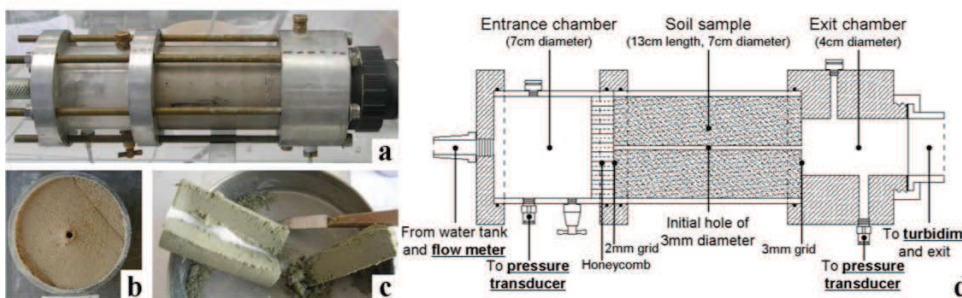 a
b
c
Entrance chamber
(7cm diameter)
Soil sample
(13cm length, 7cm diameter)
Exit chamber
(4cm diameter)
From water tank
and flow meter
To pressure
transducer
Honeycomb
2mm grid
Initial hole of
3mm diameter
3mm grid
To pressure
transducer
To turbidim
and exit
d